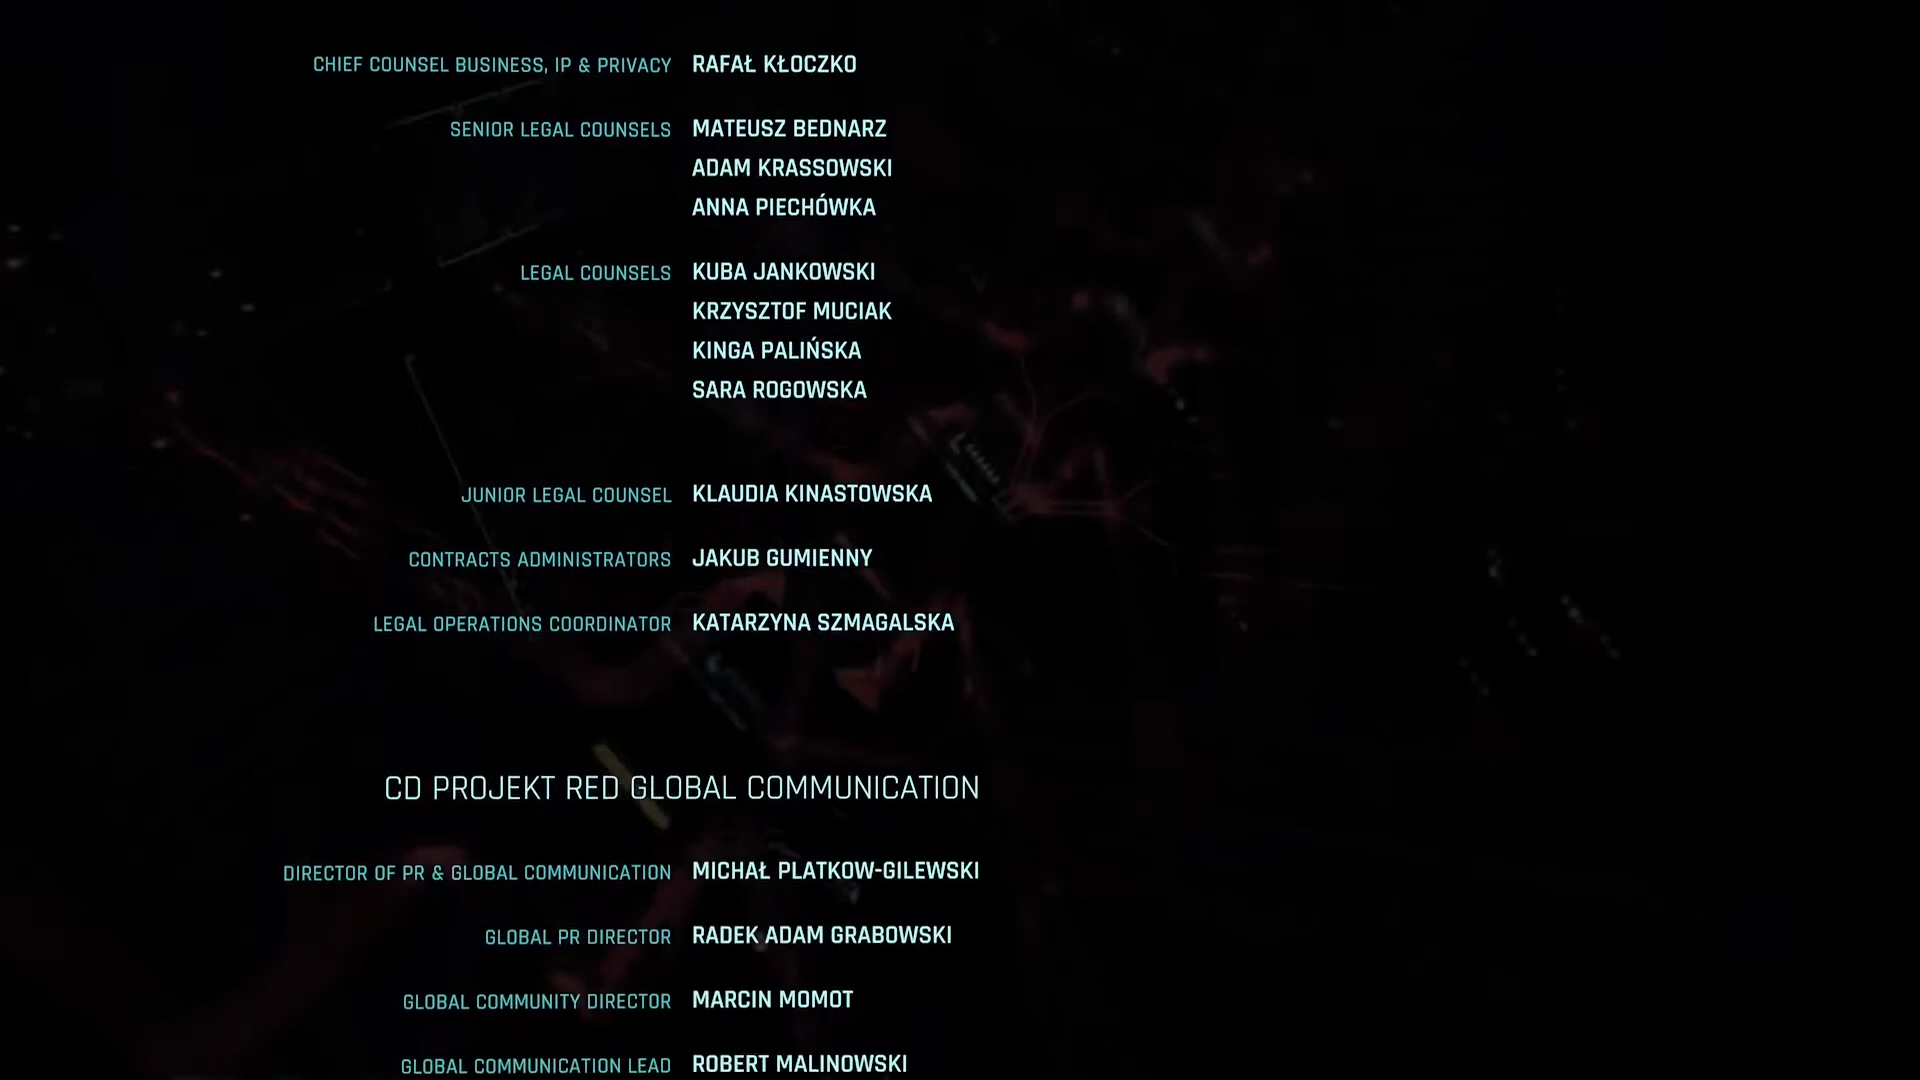 CHIEF COUNSEL BUSINESS, IP & PRIVACY RAFAŁ KŁOCZKO
SENIOR LEGAL COUNSELS MATEUSZ BEDNARZ
ADAM KRASSOWSKI
ANNA PIECHÓWKA
LEGAL COUNSELS KUBA JANKOWSKI
KRZYSZTOF MUCIAK
KINGA PALIŃSKA
SARA ROGOWSKA
JUNIOR LEGAL COUNSEL KLAUDIA KINASTOWSKA
CONTRACTS ADMINISTRATORS JAKUB GUMIENNY
LEGAL OPERATIONS COORDINATOR KATARZYNA SZMAGALSKA
CD PROJEKT RED GLOBAL COMMUNICATION
DIRECTOR OF PR & GLOBAL COMMUNICATION MICHAŁ PLATKOW-GILEWSKI
GLOBAL PR DIRECTOR RADEK ADAM GRABOWSKI
GLOBAL COMMUNITY DIRECTOR MARCIN MOMOT
GLOBAL COMMUNICATION LEAD ROBERT MALINOWSKI